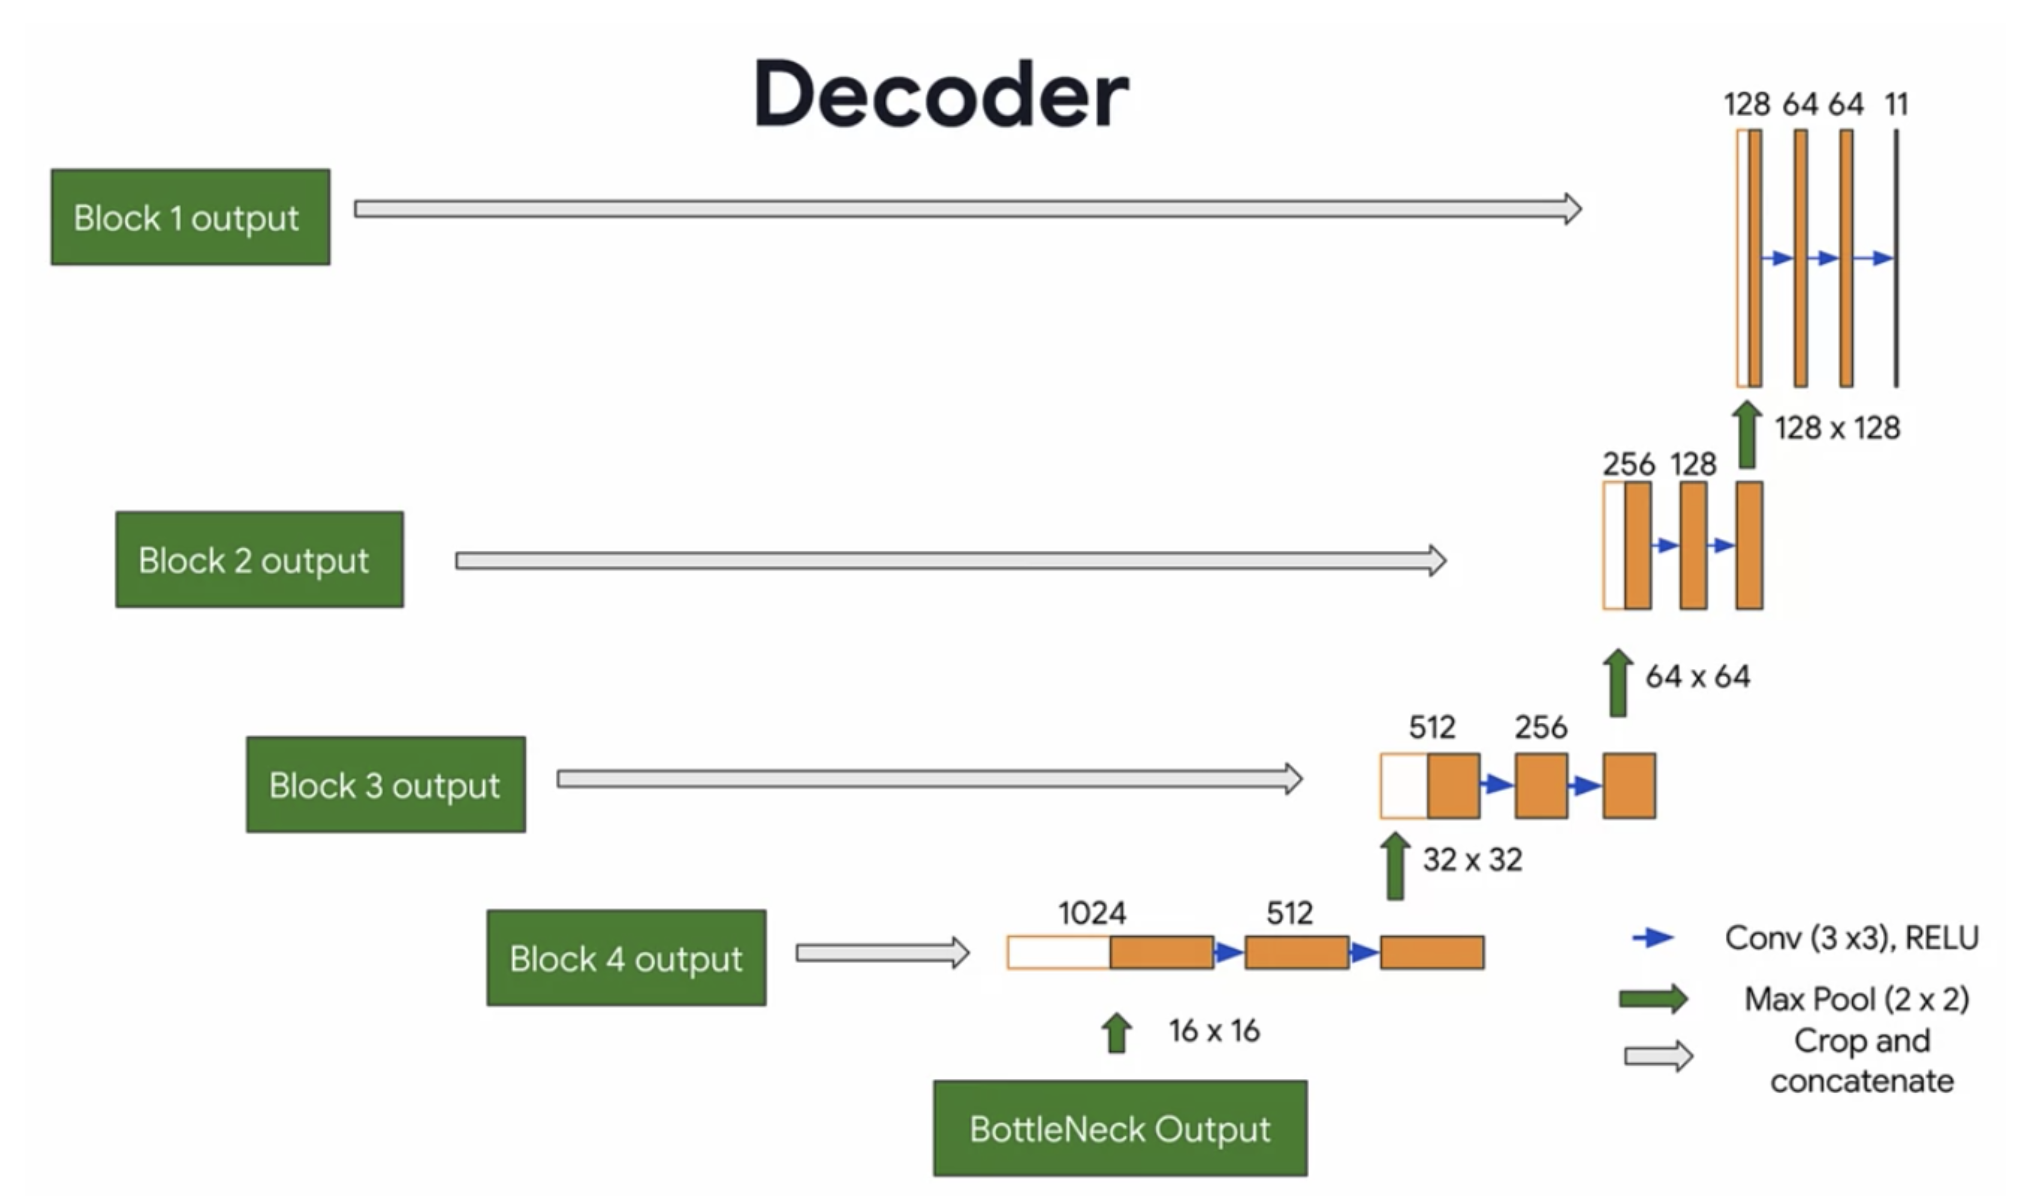 Decoder
128 64 64 11
Block 1 output
128 x 128
256 128
Block 2 output
64 x 64
512 256
Block 3 output
32 x 32
1024 512
Block 4 output
Conv (3 x3), RELU
Max Pool (2 x 2)
Crop and
concatenate
16 x 16
BottleNeck Output